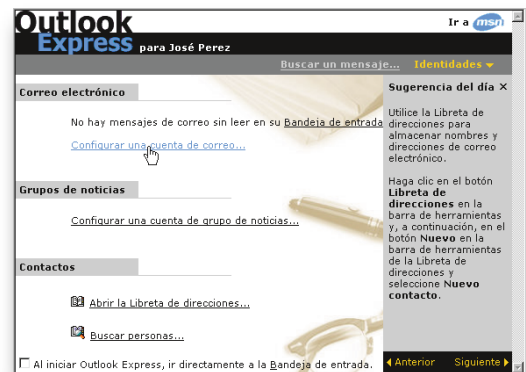 Outlook
Express para José Perez
Ir a msn
Buscar un mensaje... Identidades
Correo electrónico
No hay mensajes de correo sin leer en su Bandeja de entrada
Configurar una cuenta de correo...
Grupos de noticias
Configurar una cuenta de grupo de noticias...
Contactos
Abrir la Libreta de direcciones...
Buscar personas...
Al iniciar Outlook Express, ir directamente a la Bandeja de entrada.
Sugerencia del día X
Utilice la Libreta de
direcciones para
almacenar nombres y
direcciones de correo
electrónico.
Haga clic en el botón
Libreta de
direcciones en la
barra de herramientas
y, a continuación, en el
botón Nuevo en la
barra de herramientas
de la Libreta de
direcciones y
seleccione Nuevo
contacto.
Anterior Siguiente